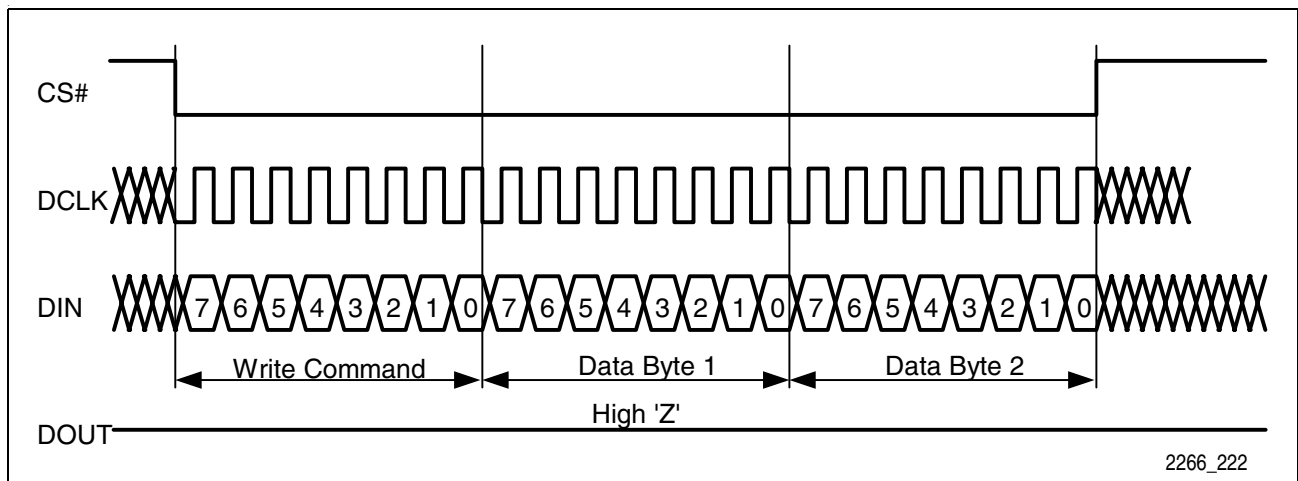 CS#
DCLK
DIN 7 6 5 4 3 2 1 0 7 6 5 4 3 2 1 0 7 6 5 4 3 2 1 0
Write Command Data Byte 1 Data Byte 2
High 'Z'
DOUT
2266_222